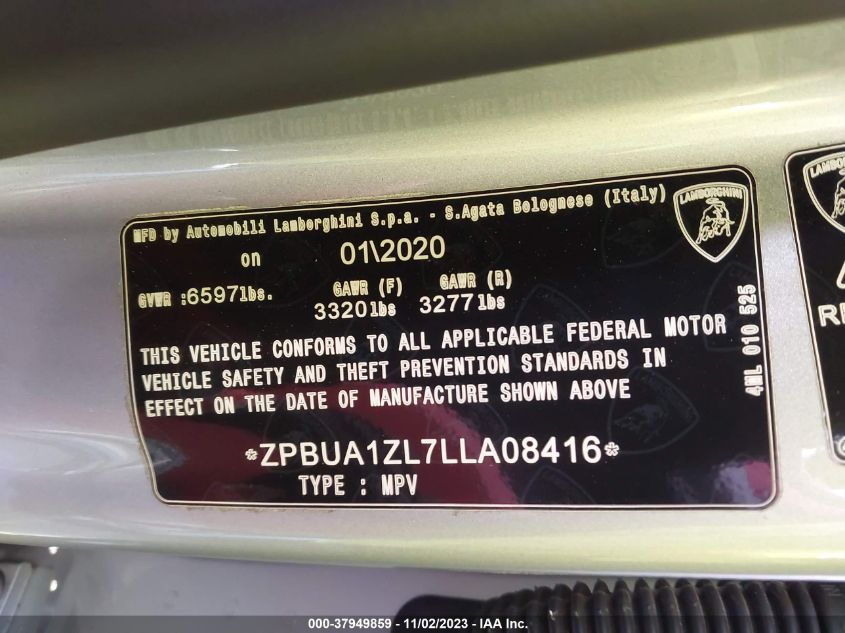 MFD by Automobili Lamborghini S.p.a. - S.Agata Bolognese (Italy)
on 01\2020
GVWR :6597lbs. GAWR (F) GAWR (R)
3320lbs 3277lbs
THIS VEHICLE CONFORMS TO ALL APPLICABLE FEDERAL MOTOR
VEHICLE SAFETY AND THEFT PREVENTION STANDARDS IN
EFFECT ON THE DATE OF MANUFACTURE SHOWN ABOVE
*ZPBUA1ZL7LLA08416*
TYPE : MPV
LAMBORGHINI
4ML 010 525
000-37949859 - 11/02/2023 - IAA Inc.